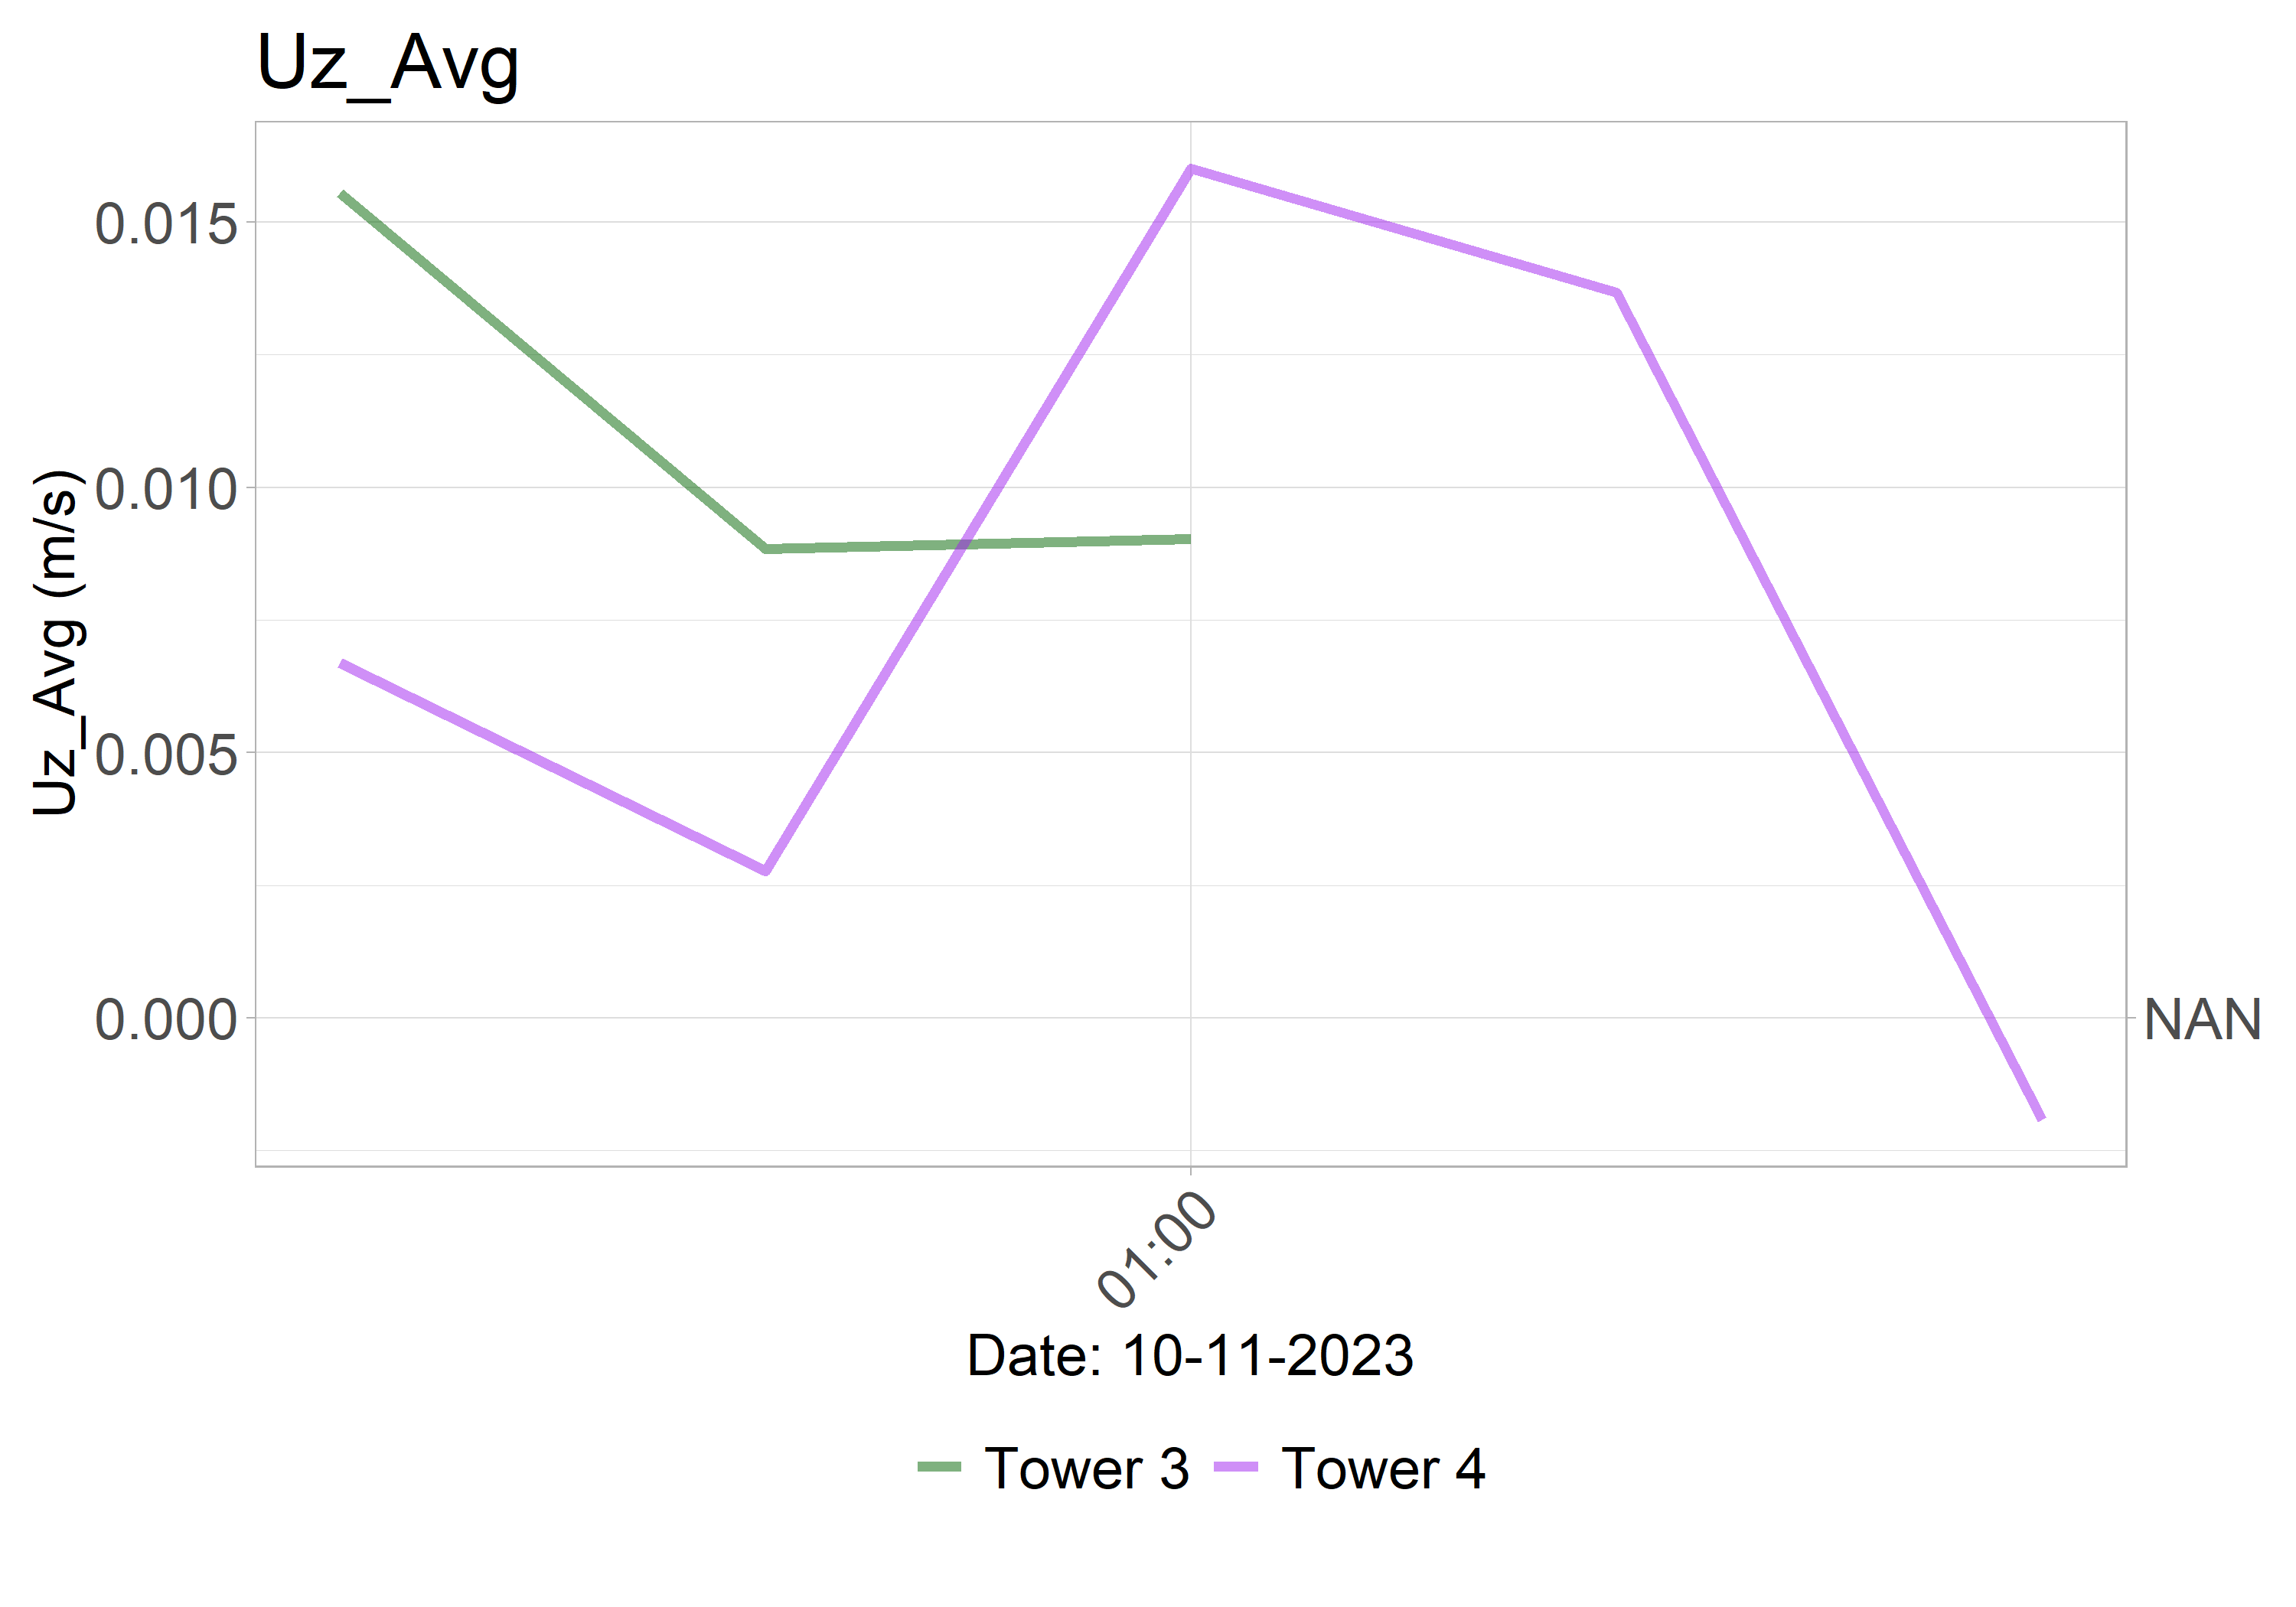 Uz_Avg
Uz_Avg (m/s)
0.015
0.010
0.005
0.000
NAN
01:00
Date: 10-11-2023
Tower 3 Tower 4